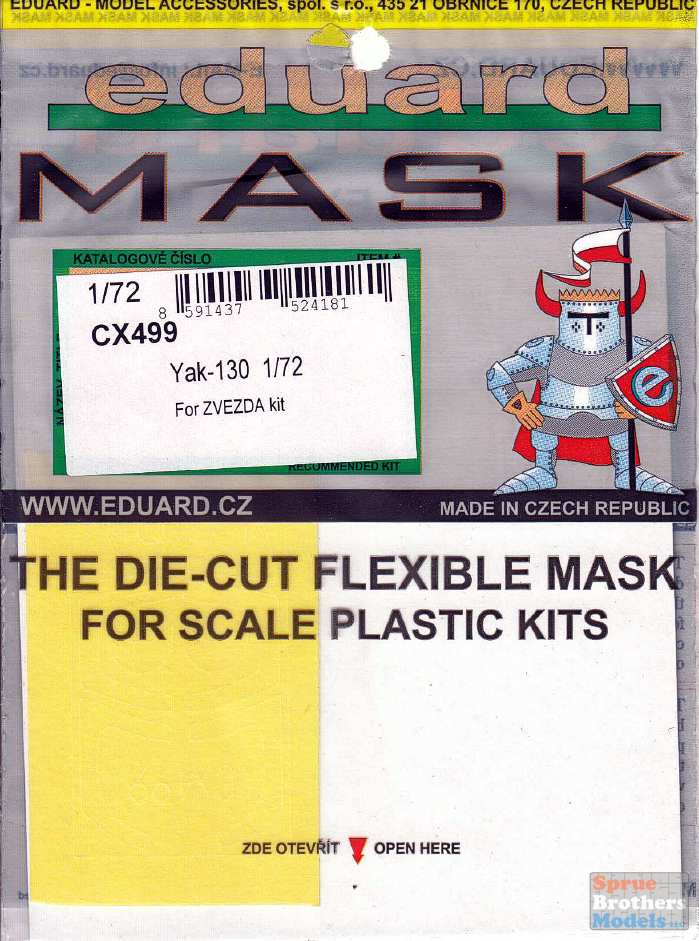 EDUARD - MODEL ACCESSORIES, spol. s r.o., 435 21 OBRNICE 170, CZECH REPUBLIC
eduard
MASK
KATALOGOVÉ ČÍSLO ITEM #
1/72
8 591437 524181
CX499
Yak-130 1/72
For ZVEZDA kit
RECOMMENDED KIT
e
WWW.EDUARD.CZ
MADE IN CZECH REPUBLIC
THE DIE-CUT FLEXIBLE MASK
FOR SCALE PLASTIC KITS
ZDE OTEVŘÍT OPEN HERE
Sprue
Brothers
Models LLC